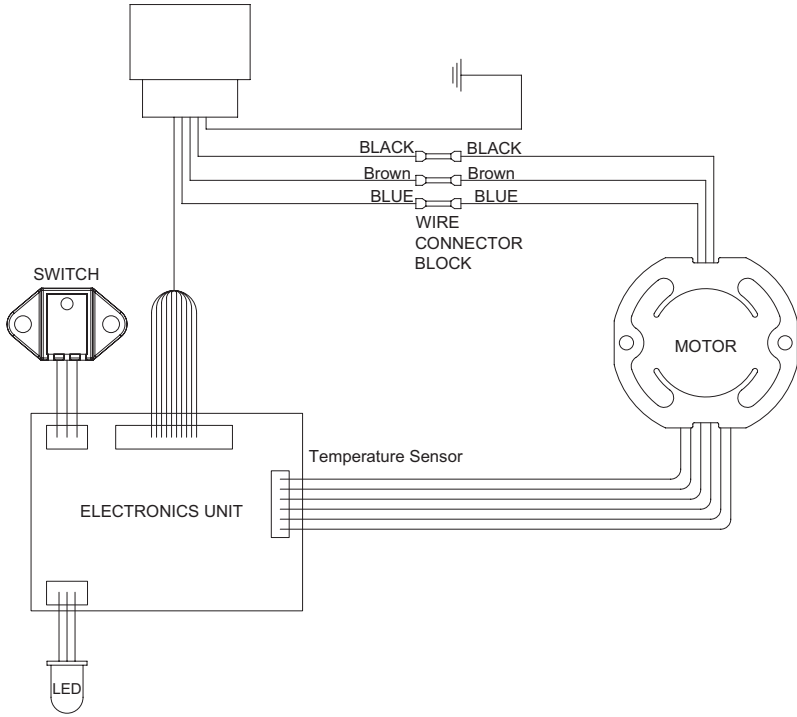 BLACK BLACK
Brown Brown
BLUE BLUE
WIRE
CONNECTOR
BLOCK
SWITCH
MOTOR
Temperature Sensor
ELECTRONICS UNIT
LED